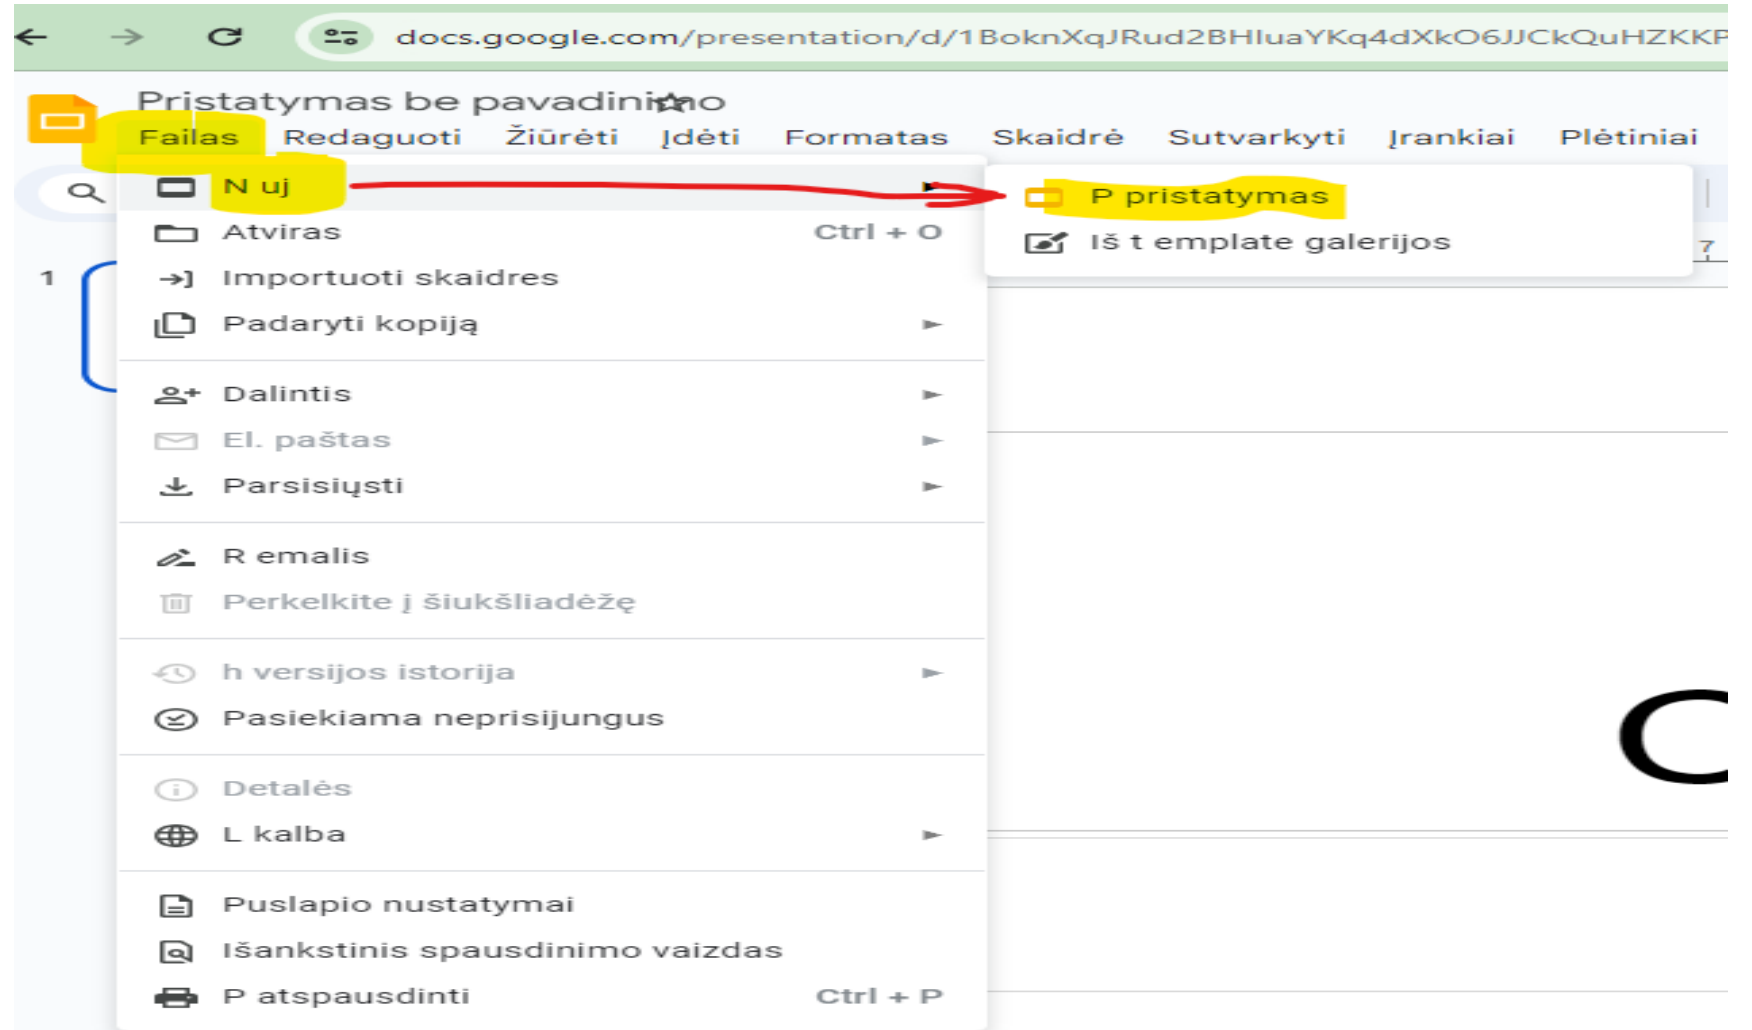 docs.google.com/presentation/d/1BoknXqJRud2BHIuaYKq4dXkO6JJCkQuHZKKP
Pristatymas be pavadinimo
Failas Redaguoti Žiūrėti Įdėti Formatas Skaidrė Sutvarkyti Įrankiai Plėtiniai
N uj
P pristatymas
Atviras Ctrl + O
Iš t emplate galerijos
7
1
Importuoti skaidres
Padaryti kopiją
Dalintis
El. paštas
Parsisiųsti
R emalis
Perkelkite į šiukšliadėžę
h versijos istorija
Pasiekiama neprisijungus
C
Detalės
L kalba
Puslapio nustatymai
Išankstinis spausdinimo vaizdas
P atspausdinti Ctrl + P